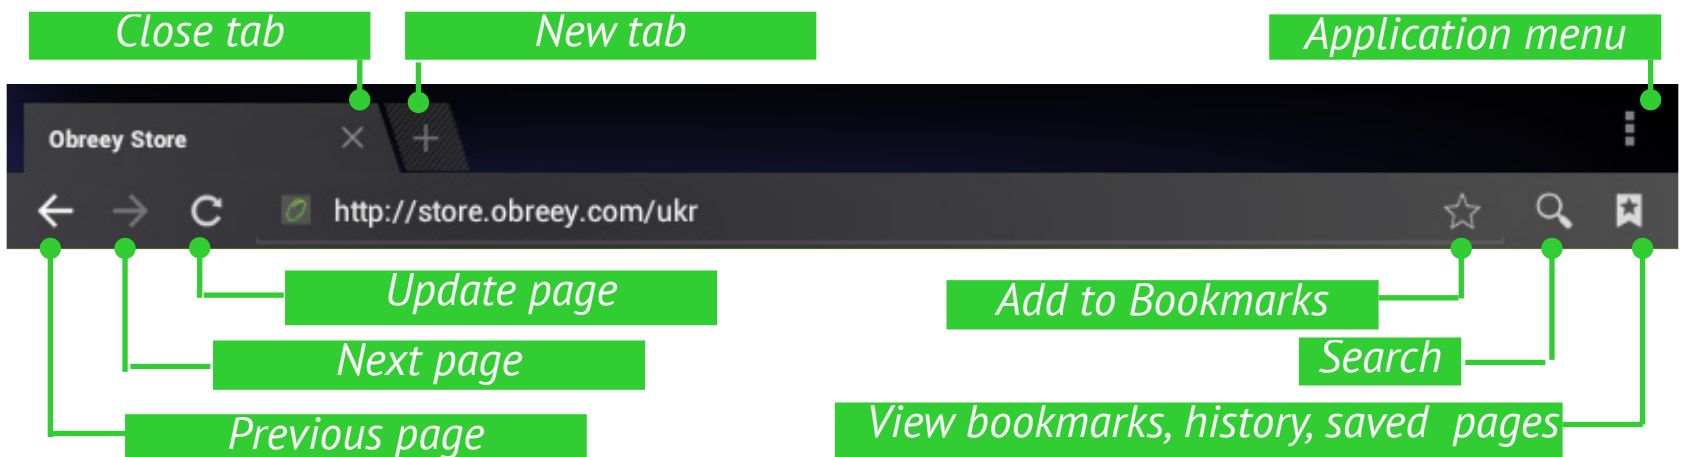 Close tab
New tab
Application menu
Obreey Store
http://store.obreey.com/ukr
Update page
Add to Bookmarks
Next page
Search
Previous page
View bookmarks, history, saved pages